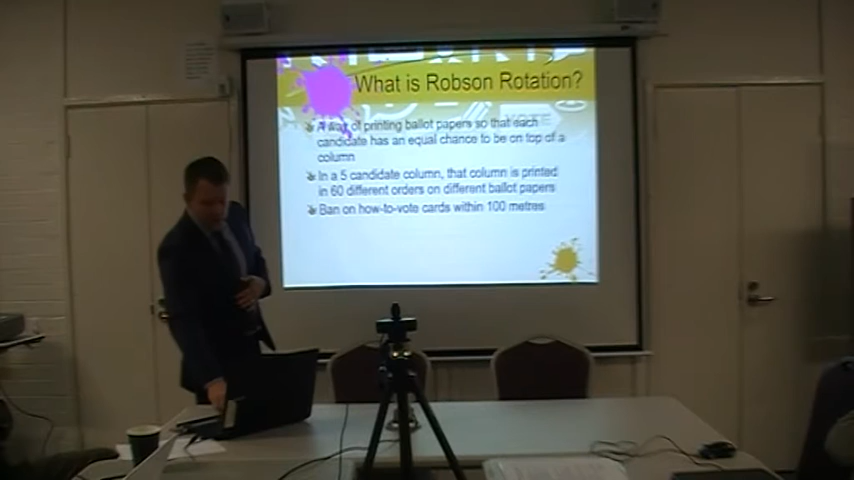 What is Robson Rotation?
VOTE
A way of printing ballot papers so that each
candidate has an equal chance to be on top of a
column
In a 5 candidate column, that column is printed
in 60 different orders on different ballot papers
Ban on how-to-vote cards within 100 metres